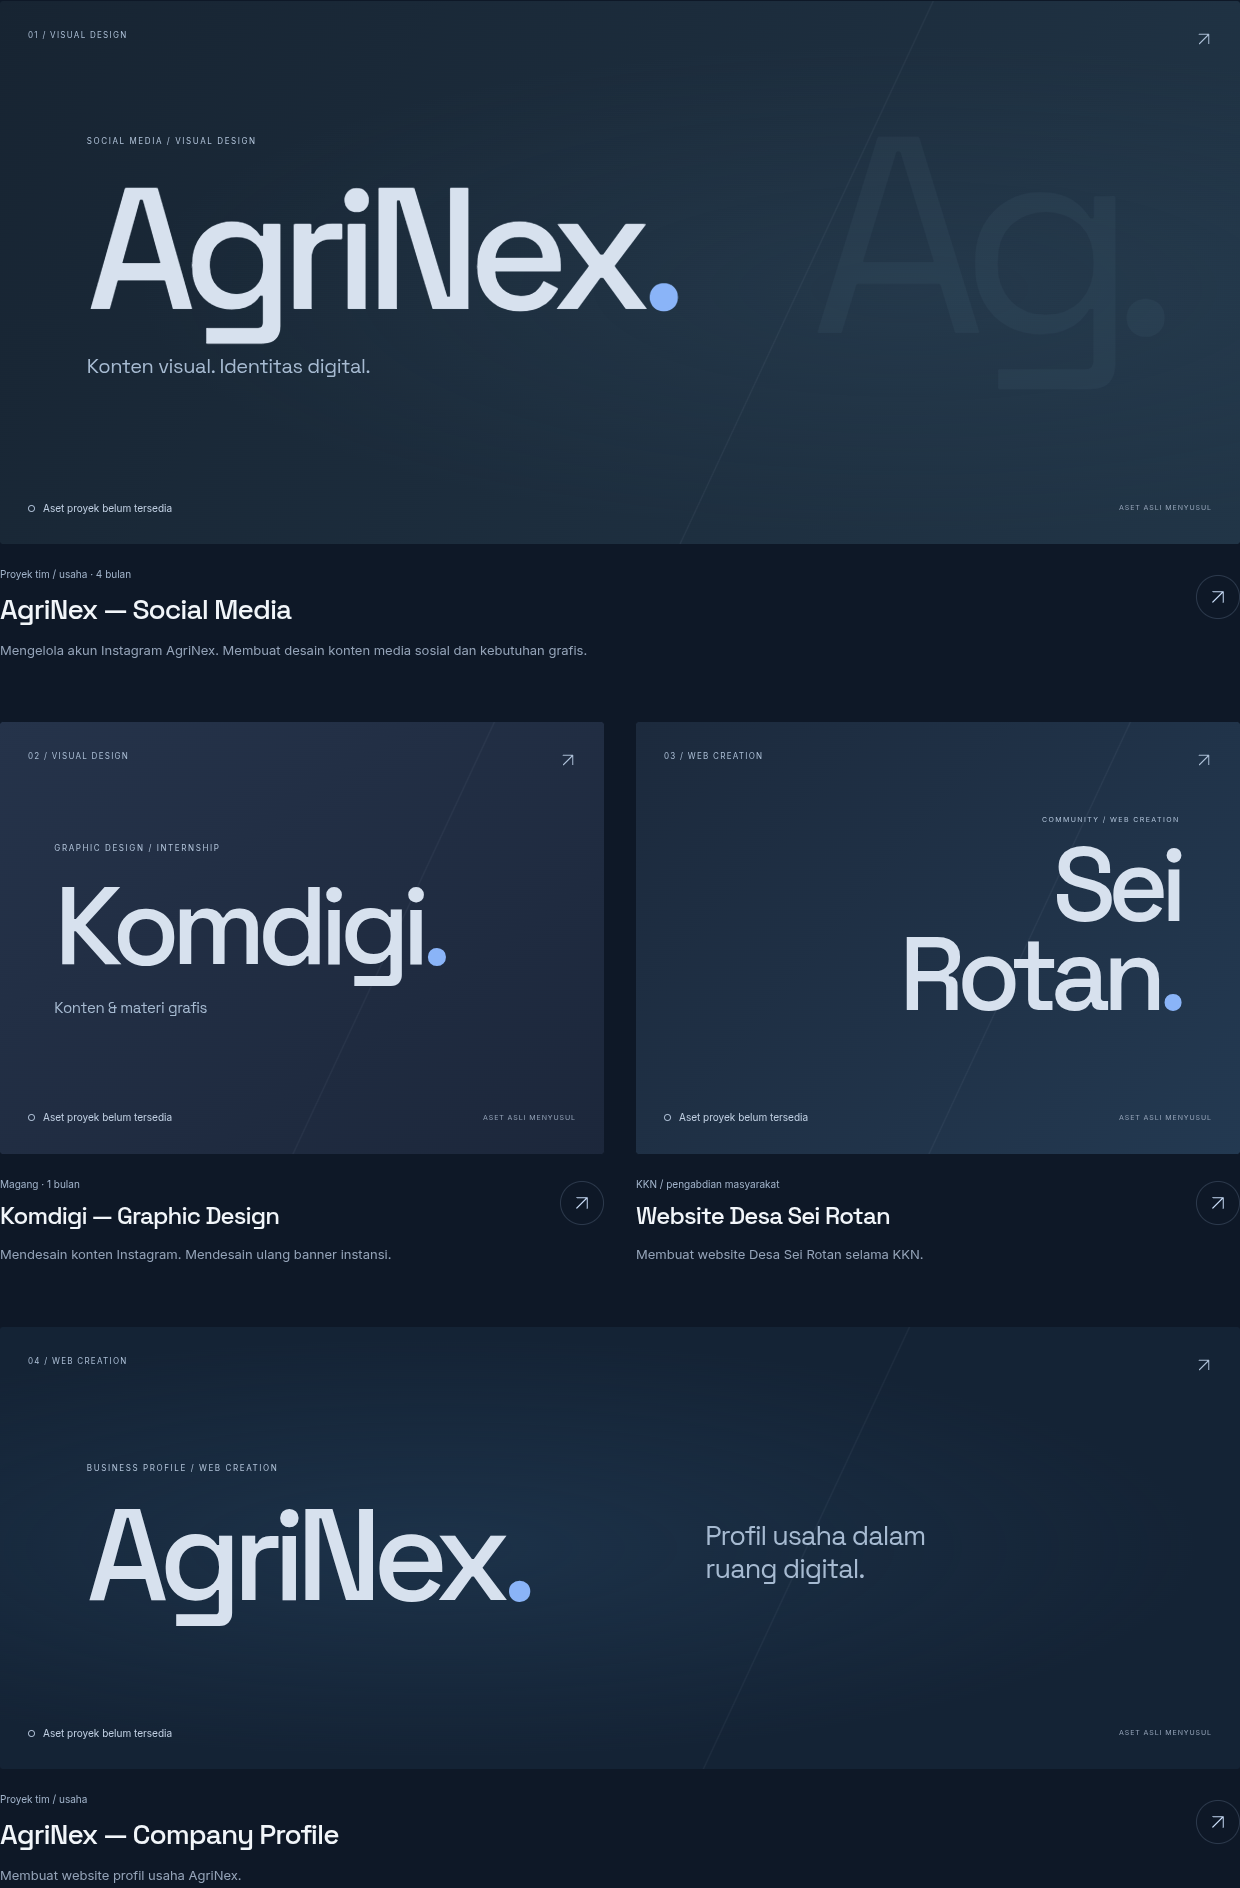 01 / VISUAL DESIGN
SOCIAL MEDIA / VISUAL DESIGN
AgriNex.
Ag.
Konten visual. Identitas digital.
Aset proyek belum tersedia
ASET ASLI MENYUSUL
Proyek tim / usaha · 4 bulan
AgriNex — Social Media
Mengelola akun Instagram AgriNex. Membuat desain konten media sosial dan kebutuhan grafis.
02 / VISUAL DESIGN
GRAPHIC DESIGN / INTERNSHIP
Komdigi.
Konten & materi grafis
Aset proyek belum tersedia
ASET ASLI MENYUSUL
Magang · 1 bulan
Komdigi — Graphic Design
Mendesain konten Instagram. Mendesain ulang banner instansi.
03 / WEB CREATION
COMMUNITY / WEB CREATION
Sei
Rotan.
Aset proyek belum tersedia
ASET ASLI MENYUSUL
KKN / pengabdian masyarakat
Website Desa Sei Rotan
Membuat website Desa Sei Rotan selama KKN.
04 / WEB CREATION
BUSINESS PROFILE / WEB CREATION
AgriNex.
Profil usaha dalam
ruang digital.
Aset proyek belum tersedia
ASET ASLI MENYUSUL
Proyek tim / usaha
AgriNex — Company Profile
Membuat website profil usaha AgriNex.